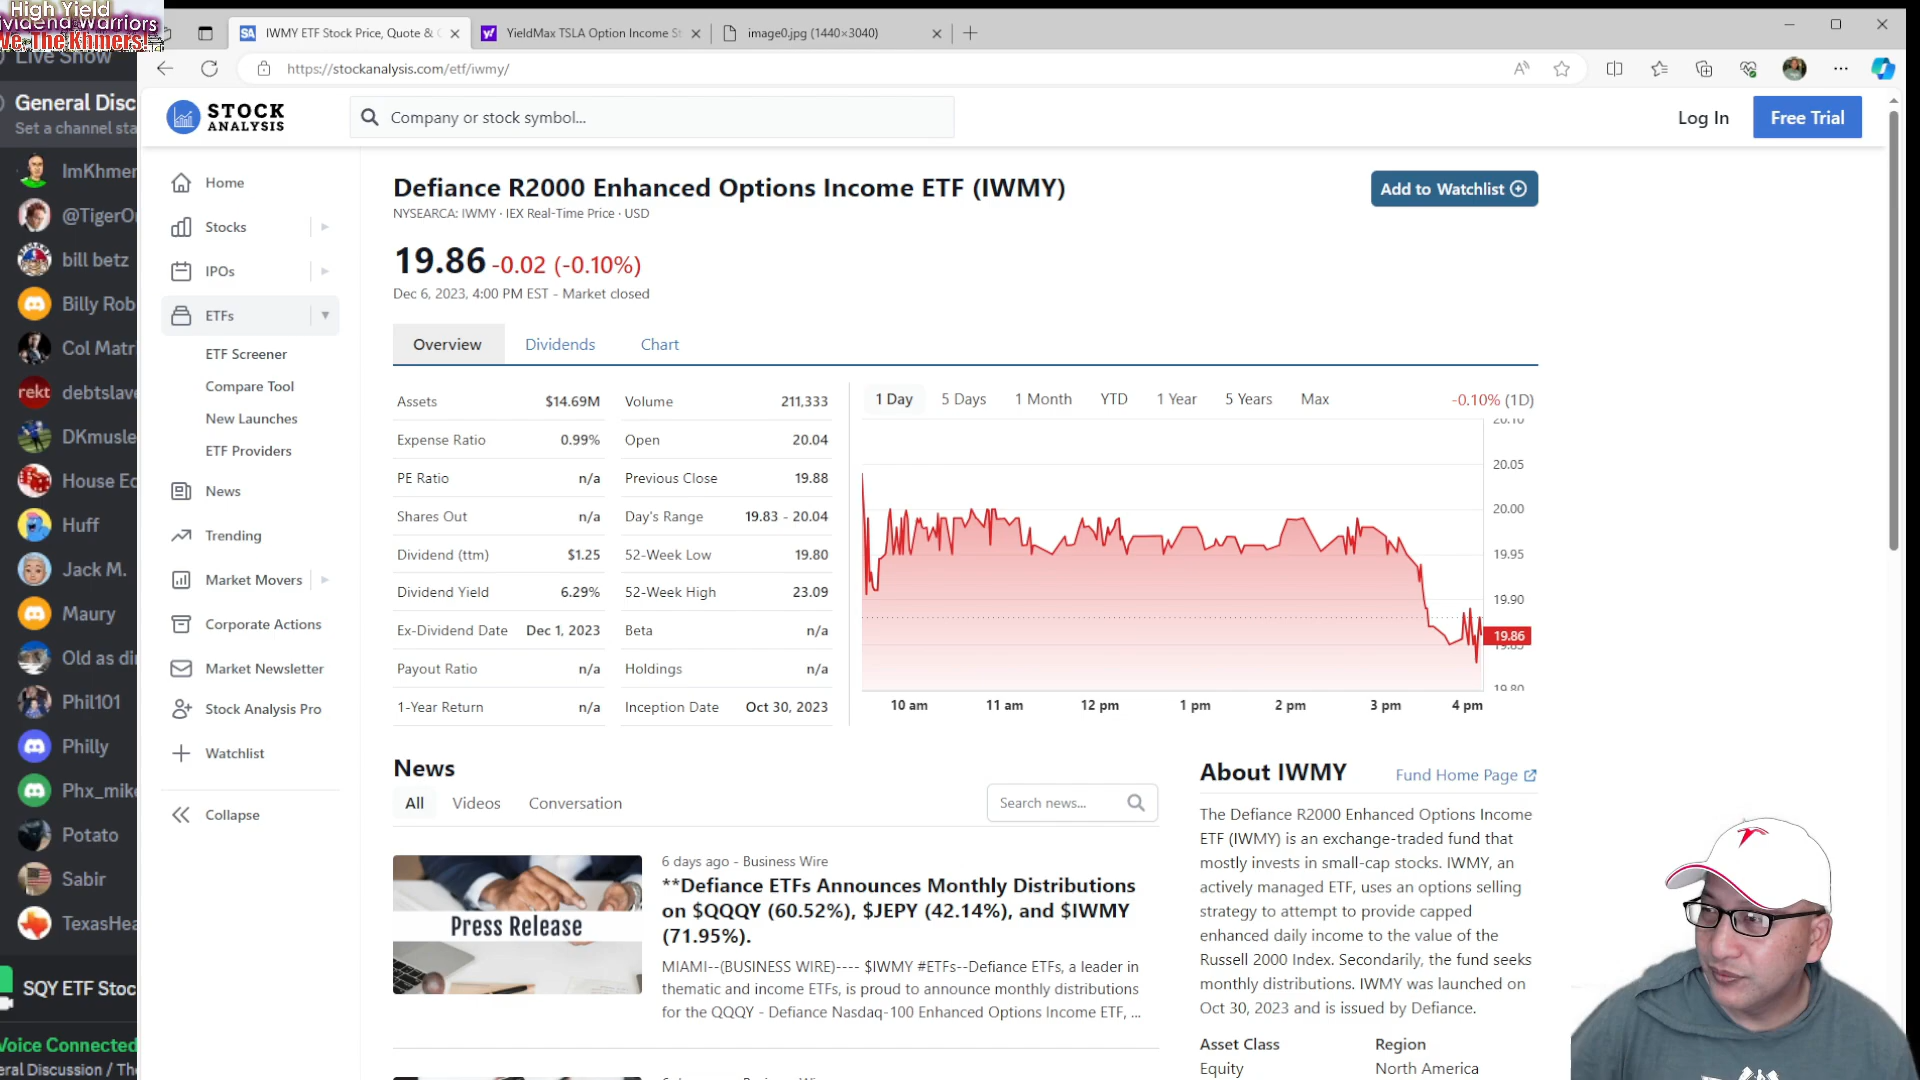 High Yield
Dividend Warriors
We, The Khmers!
Live Show
General Disc
Set a channel sta
ImKhmer
@TigerO
bill betz
Billy Rob
Col Matri
debtslave
DKmusle
House Ec
Huff
Jack M.
Maury
Old as di
Phil101
Philly
Phx_mike
Potato
Sabir
TexasHea
SQY ETF Stoc
Voice Connected
eral Discussion / The
rekt
IWMY ETF Stock Price, Quote &
YieldMax TSLA Option Income St
image0.jpg (1440×3040)
https://stockanalysis.com/etf/iwmy/
STOCK
ANALYSIS
Company or stock symbol...
Log In
Free Trial
Home
Stocks
IPOs
ETFs
ETF Screener
Compare Tool
New Launches
ETF Providers
News
Trending
Market Movers
Corporate Actions
Market Newsletter
Stock Analysis Pro
Watchlist
Collapse
Defiance R2000 Enhanced Options Income ETF (IWMY)
NYSEARCA: IWMY · IEX Real-Time Price · USD
Add to Watchlist
19.86 -0.02 (-0.10%)
Dec 6, 2023, 4:00 PM EST - Market closed
Overview Dividends Chart
Assets $14.69M Volume 211,333
Expense Ratio 0.99% Open 20.04
PE Ratio n/a Previous Close 19.88
Shares Out n/a Day's Range 19.83 - 20.04
Dividend (ttm) $1.25 52-Week Low 19.80
Dividend Yield 6.29% 52-Week High 23.09
Ex-Dividend Date Dec 1, 2023 Beta n/a
Payout Ratio n/a Holdings n/a
1-Year Return n/a Inception Date Oct 30, 2023
1 Day 5 Days 1 Month YTD 1 Year 5 Years Max -0.10% (1D)
20.10
20.05
20.00
19.95
19.90
19.86
19.85
19.80
10 am 11 am 12 pm 1 pm 2 pm 3 pm 4 pm
News
All Videos Conversation
Search news...
Press Release
6 days ago - Business Wire
**Defiance ETFs Announces Monthly Distributions
on $QQQY (60.52%), $JEPY (42.14%), and $IWMY
(71.95%).
MIAMI--(BUSINESS WIRE)---- $IWMY #ETFs--Defiance ETFs, a leader in
thematic and income ETFs, is proud to announce monthly distributions
for the QQQY - Defiance Nasdaq-100 Enhanced Options Income ETF, ...
About IWMY
Fund Home Page
The Defiance R2000 Enhanced Options Income
ETF (IWMY) is an exchange-traded fund that
mostly invests in small-cap stocks. IWMY, an
actively managed ETF, uses an options selling
strategy to attempt to provide capped
enhanced daily income to the value of the
Russell 2000 Index. Secondarily, the fund seeks
monthly distributions. IWMY was launched on
Oct 30, 2023 and is issued by Defiance.
Asset Class Region
Equity North America